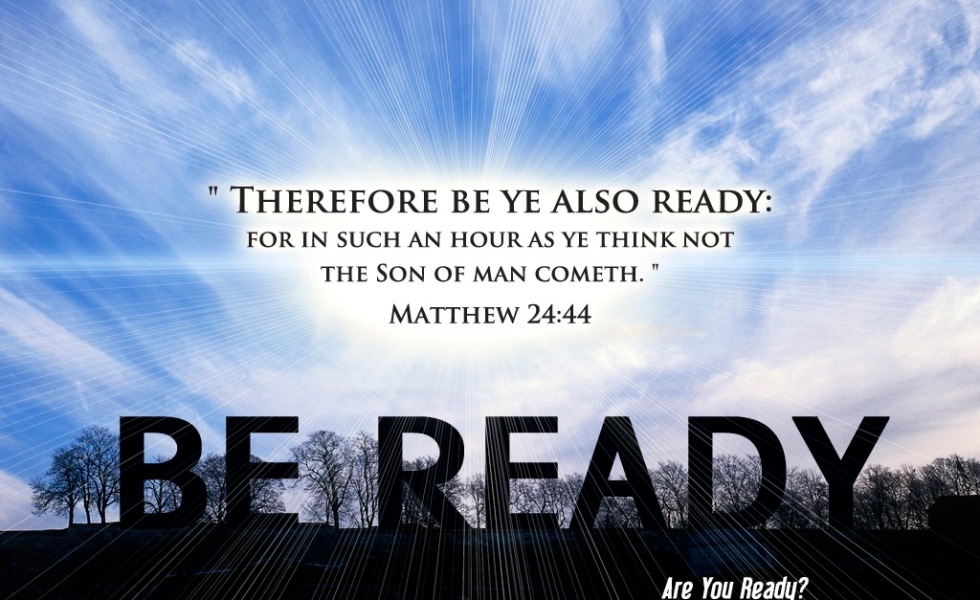 " Therefore be ye also ready:
for in such an hour as ye think not
the Son of man cometh. "
Matthew 24:44
BE READY
Are You Ready?